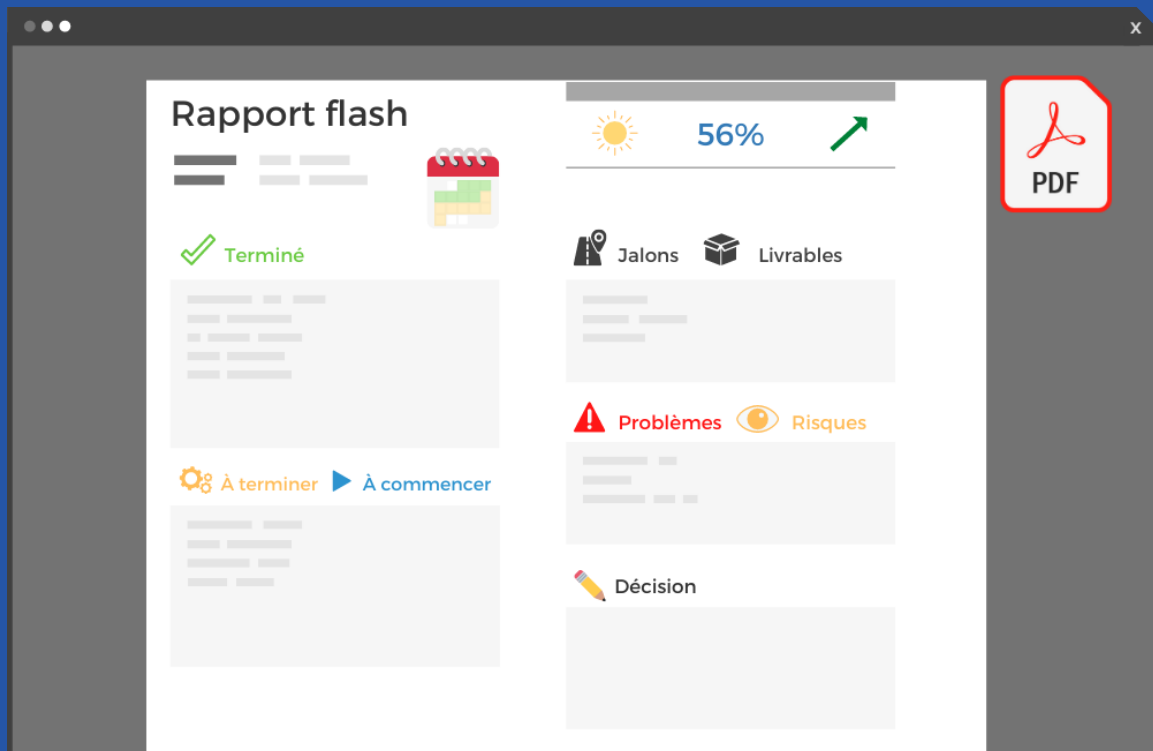 x
Rapport flash
56%
PDF
Terminé
Jalons Livrables
Problèmes Risques
À terminer À commencer
Décision